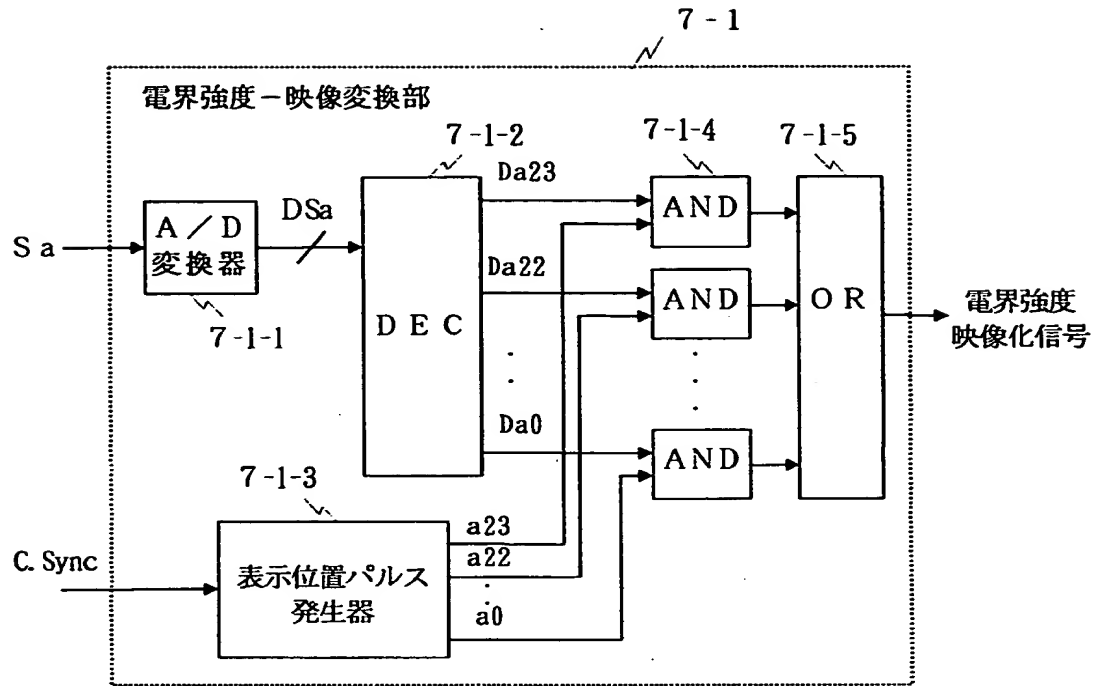 7-1
電界強度－映像変換部
7-1-2
7-1-4
7-1-5
Da23
AND
DSa
A／D
変換器
Sa
7-1-1
Da22
AND
DEC
OR
電界強度
映像化信号
Da0
AND
7-1-3
C.Sync
表示位置パルス
発生器
a23
a22
a0